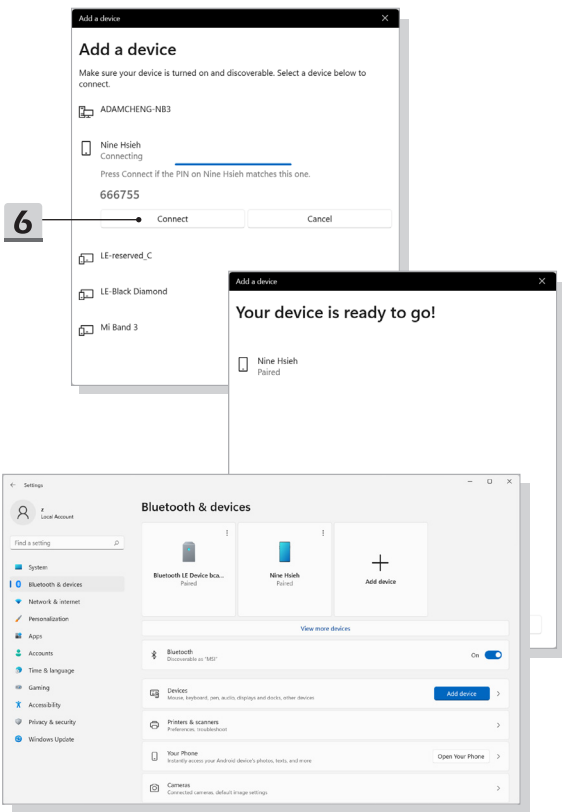 Add a device
Add a device
Make sure your device is turned on and discoverable. Select a device below to
connect.
ADAMCHENG-NB3
Nine Hsieh
Connecting
Press Connect if the PIN on Nine Hsieh matches this one.
666755
6
Connect
Cancel
LE-reserved_C
LE-Black Diamond
Mi Band 3
Add a device
Your device is ready to go!
Nine Hsieh
Paired
Settings
Local Account
Find a setting
System
Bluetooth & devices
Network & internet
Personalization
Apps
Accounts
Time & language
Gaming
Accessibility
Privacy & security
Windows Update
Bluetooth & devices
Bluetooth LE Device bca...
Paired
Nine Hsieh
Paired
Add device
View more devices
Bluetooth
Discoverable as "MSI"
On
Devices
Mouse, keyboard, pen, audio, displays and docks, other devices
Add device
Printers & scanners
Preferences, troubleshoot
Your Phone
Instantly access your Android device's photos, texts, and more
Open Your Phone
Cameras
Connected cameras, default image settings